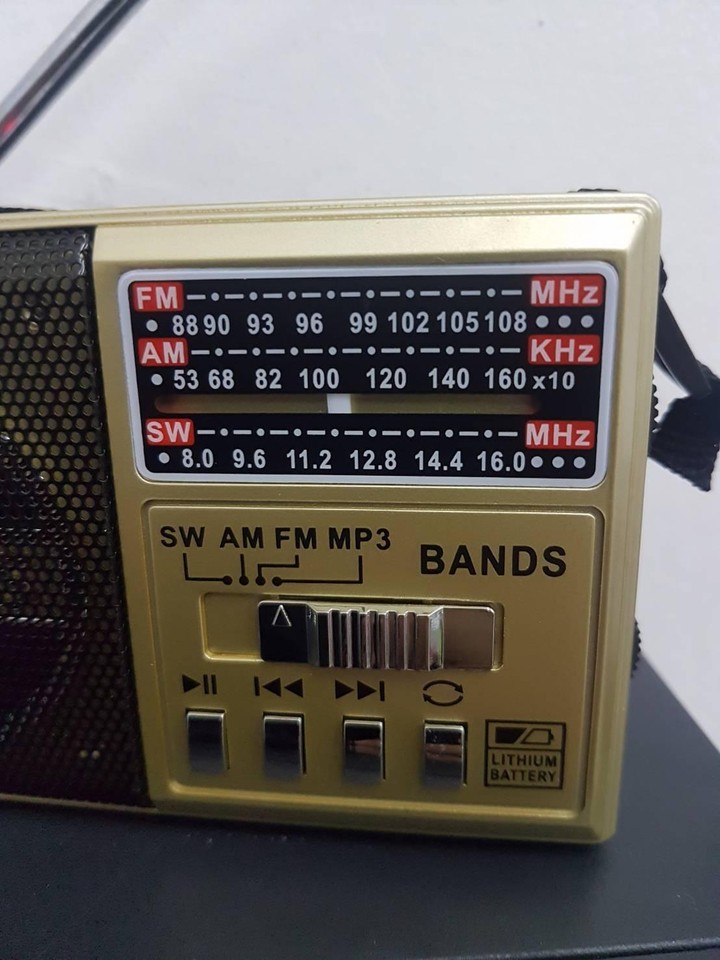 FM MHz
88 90 93 96 99 102 105 108
AM KHz
53 68 82 100 120 140 160 x10
SW MHz
8.0 9.6 11.2 12.8 14.4 16.0
SW AM FM MP3 BANDS
LITHIUM
BATTERY